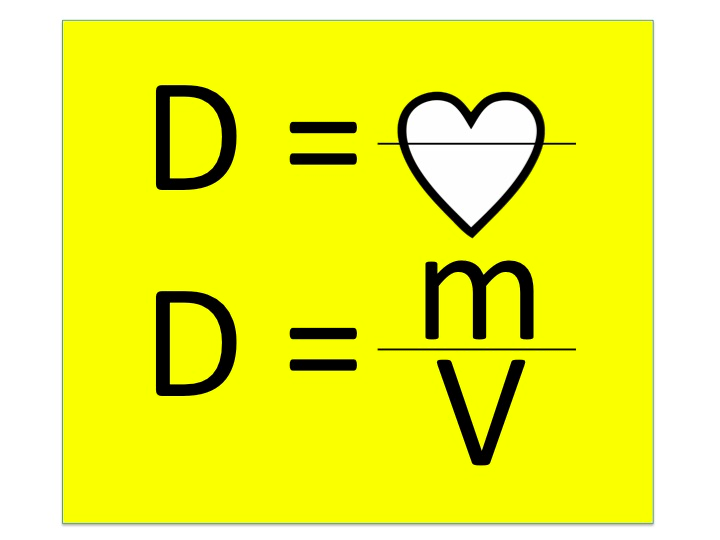 D =
D = m
V